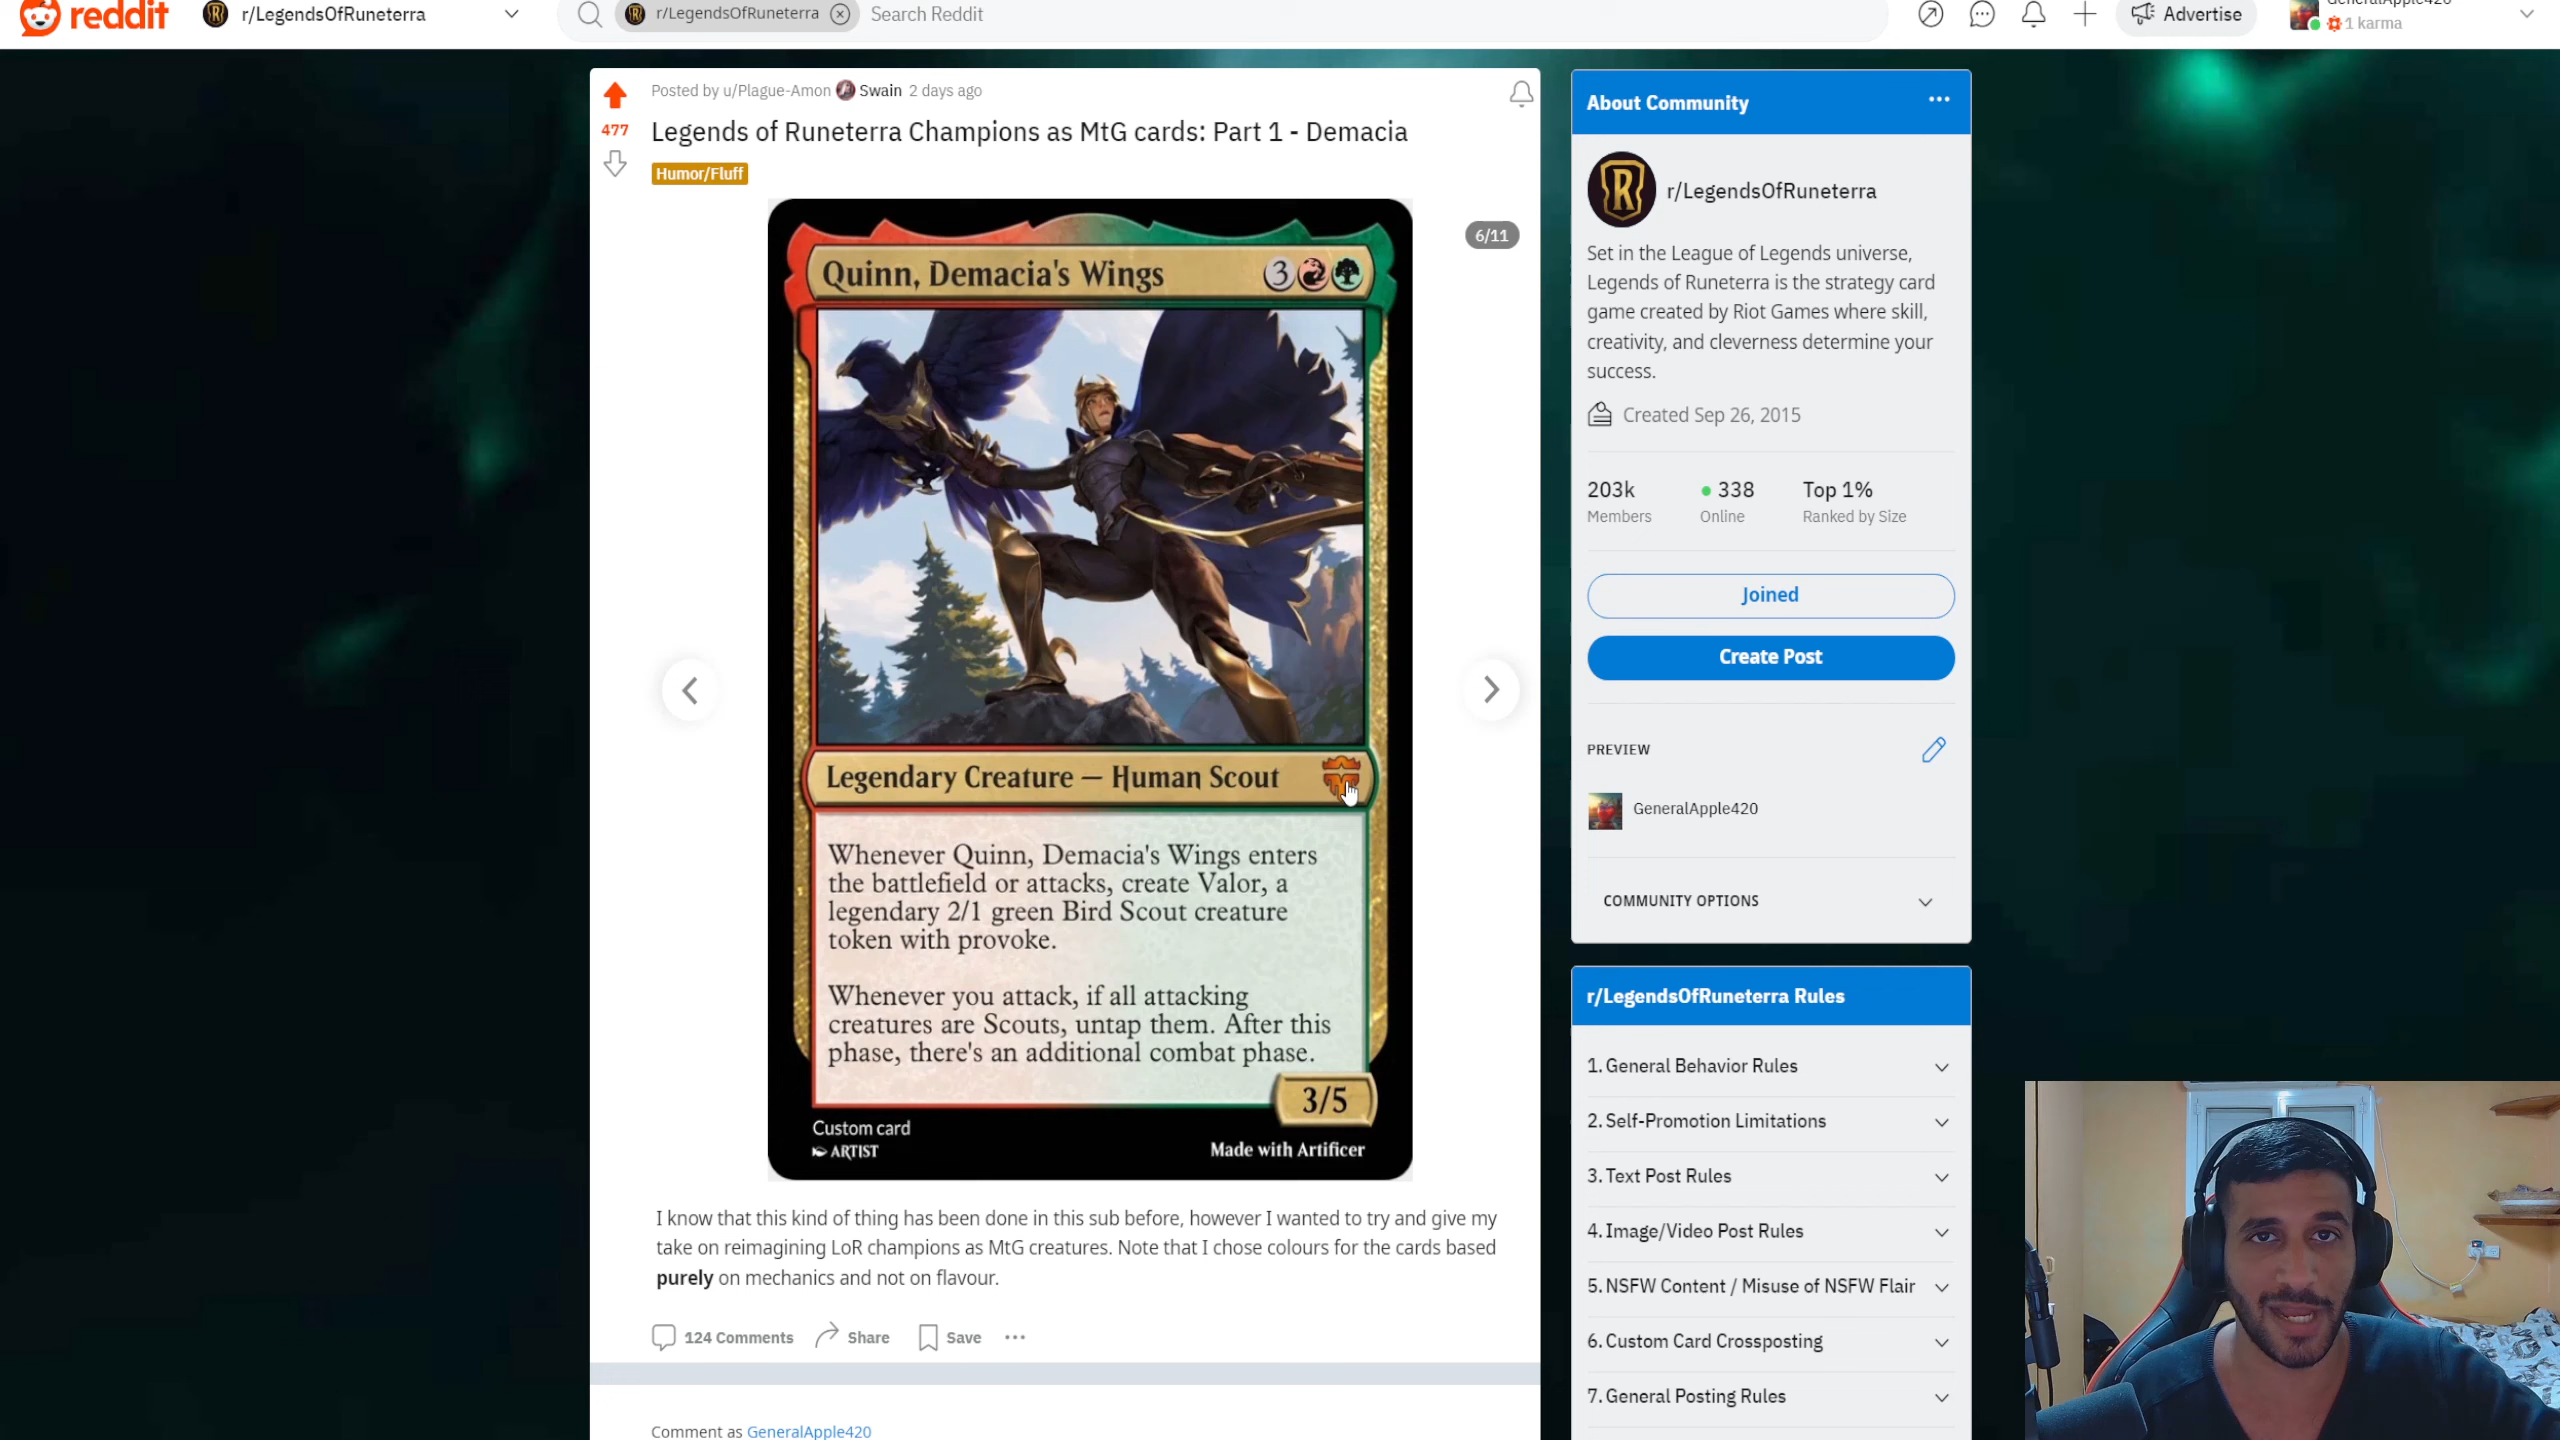 reddit
r/LegendsOfRuneterra
r/LegendsOfRuneterra
Search Reddit
Advertise
GeneralApple420
1 karma
Posted by u/Plague-Amon Swain 2 days ago
477
Legends of Runeterra Champions as MtG cards: Part 1 - Demacia
Humor/Fluff
6/11
Quinn, Demacia's Wings 3
Legendary Creature — Human Scout
Whenever Quinn, Demacia's Wings enters
the battlefield or attacks, create Valor, a
legendary 2/1 green Bird Scout creature
token with provoke.
Whenever you attack, if all attacking
creatures are Scouts, untap them. After this
phase, there's an additional combat phase.
3/5
Custom card
ARTIST
Made with Artificer
I know that this kind of thing has been done in this sub before, however I wanted to try and give my
take on reimagining LoR champions as MtG creatures. Note that I chose colours for the cards based
purely on mechanics and not on flavour.
124 Comments
Share
Save
Comment as GeneralApple420
About Community
r/LegendsOfRuneterra
Set in the League of Legends universe,
Legends of Runeterra is the strategy card
game created by Riot Games where skill,
creativity, and cleverness determine your
success.
Created Sep 26, 2015
203k 338 Top 1%
Members Online Ranked by Size
Joined
Create Post
PREVIEW
GeneralApple420
COMMUNITY OPTIONS
r/LegendsOfRuneterra Rules
1. General Behavior Rules
2. Self-Promotion Limitations
3. Text Post Rules
4. Image/Video Post Rules
5. NSFW Content / Misuse of NSFW Flair
6. Custom Card Crossposting
7. General Posting Rules